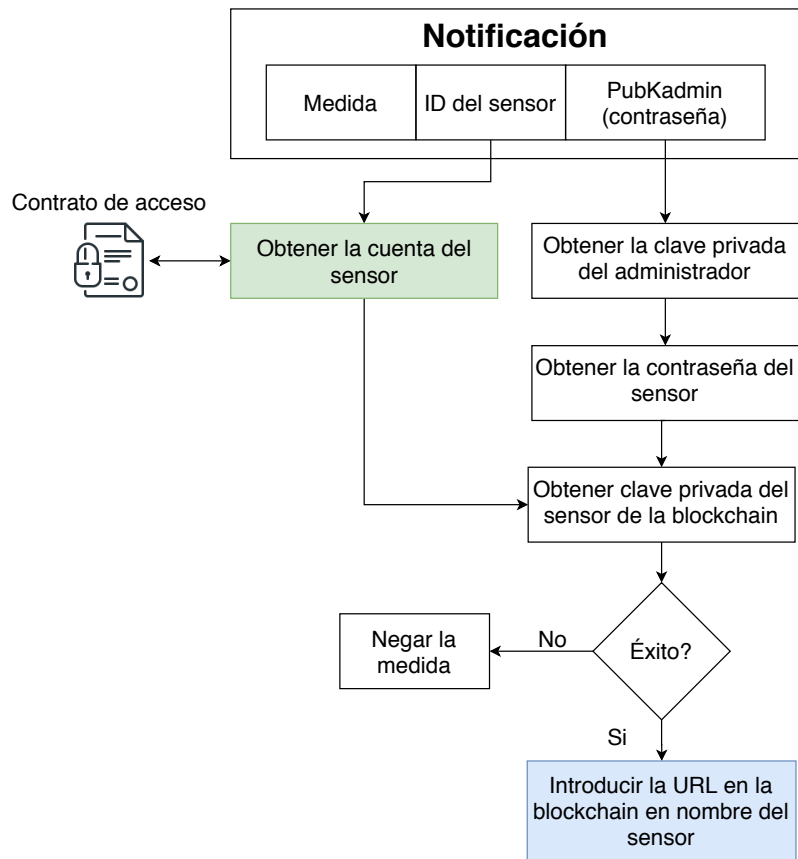 Notificación
Medida
ID del sensor
PubKadmin
(contraseña)
Contrato de acceso
Obtener la cuenta del
sensor
Obtener la clave privada
del administrador
Obtener la contraseña del
sensor
Obtener clave privada del
sensor de la blockchain
Negar la
medida
No
Éxito?
Si
Introducir la URL en la
blockchain en nombre del
sensor